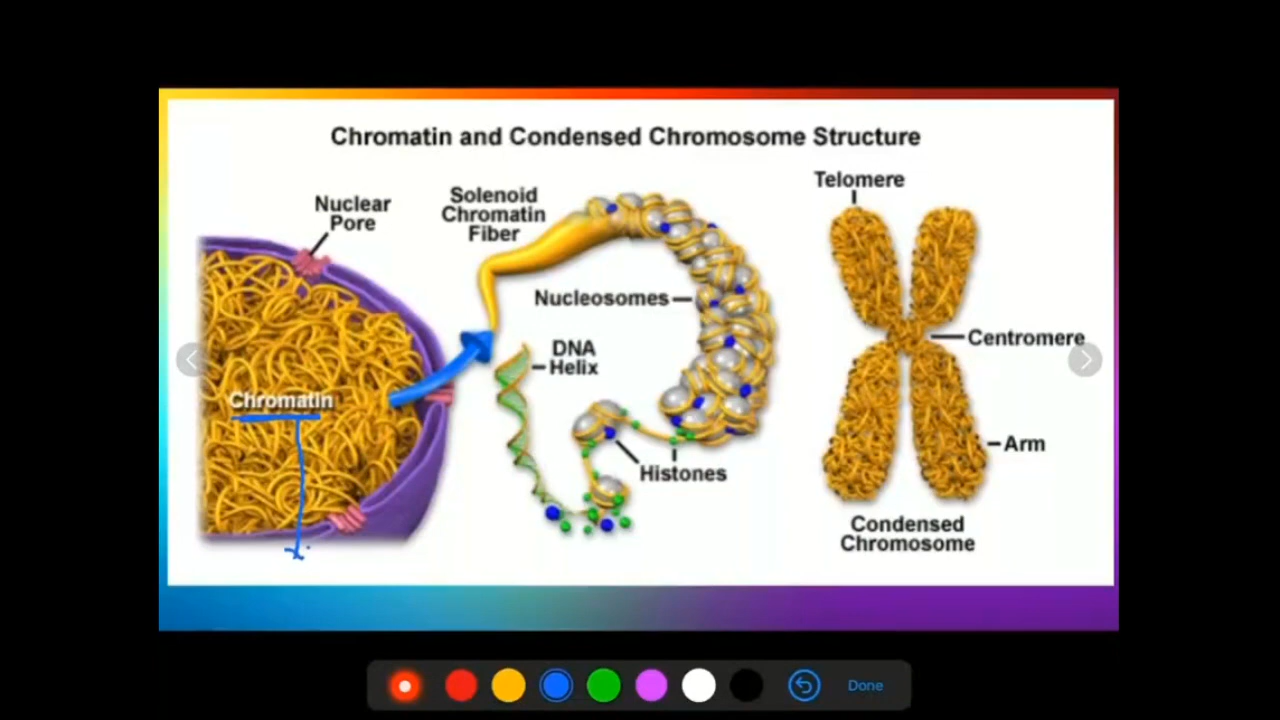 Chromatin and Condensed Chromosome Structure
Nuclear
Pore
Solenoid
Chromatin
Fiber
Telomere
Nucleosomes
Centromere
DNA
Helix
Chromatin
Histones
Arm
Condensed
Chromosome
Done